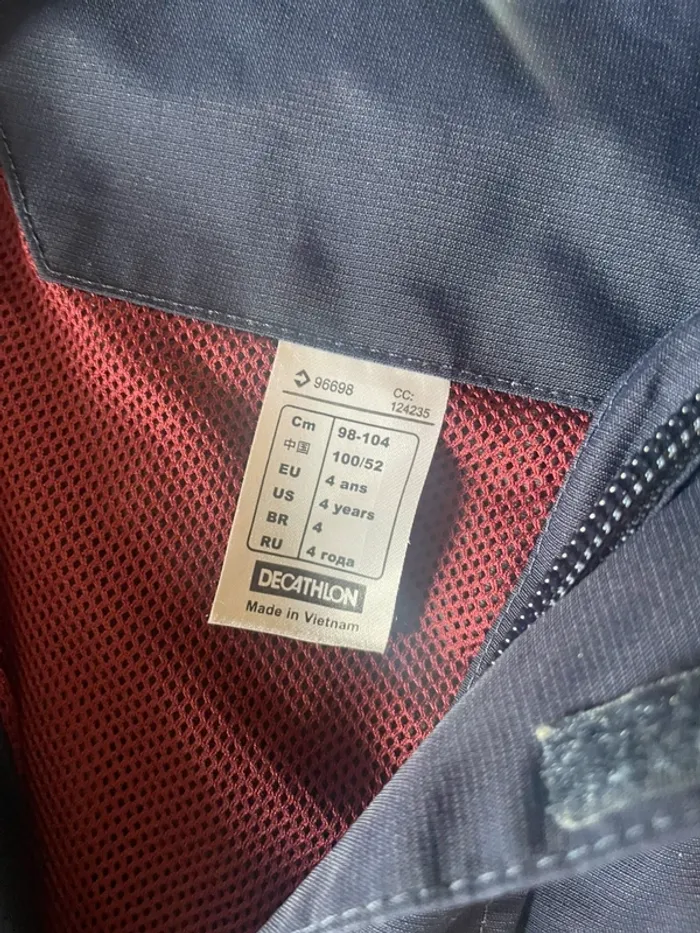 96698 CC:
124235
Cm 98-104
中国 100/52
EU 4 ans
US 4 years
BR 4
RU 4 года
DECATHLON
Made in Vietnam